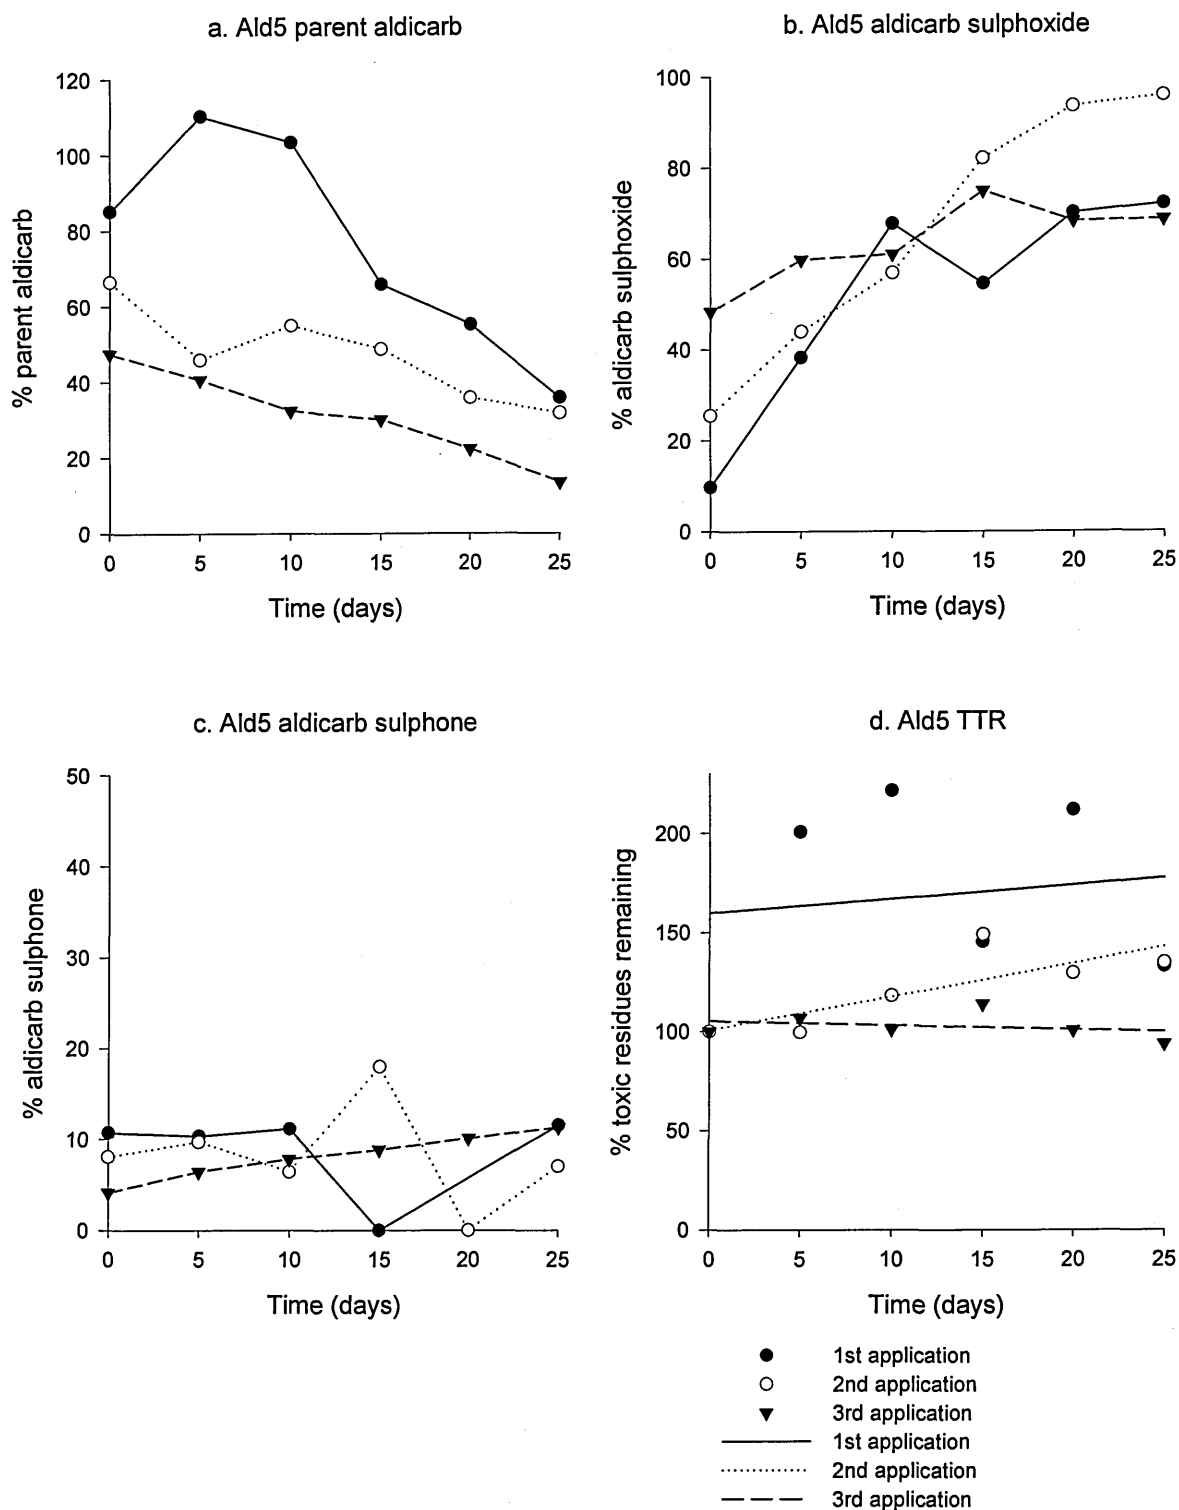 a. Ald5 parent aldicarb
120
100
80
60
40
20
0
% parent aldicarb
0 5 10 15 20 25
Time (days)
b. Ald5 aldicarb sulphoxide
100
80
60
40
20
0
% aldicarb sulphoxide
0 5 10 15 20 25
Time (days)
c. Ald5 aldicarb sulphone
50
40
30
20
10
0
% aldicarb sulphone
0 5 10 15 20 25
Time (days)
d. Ald5 TTR
200
150
100
50
0
% toxic residues remaining
0 5 10 15 20 25
Time (days)
1st application
2nd application
3rd application
1st application
2nd application
3rd application